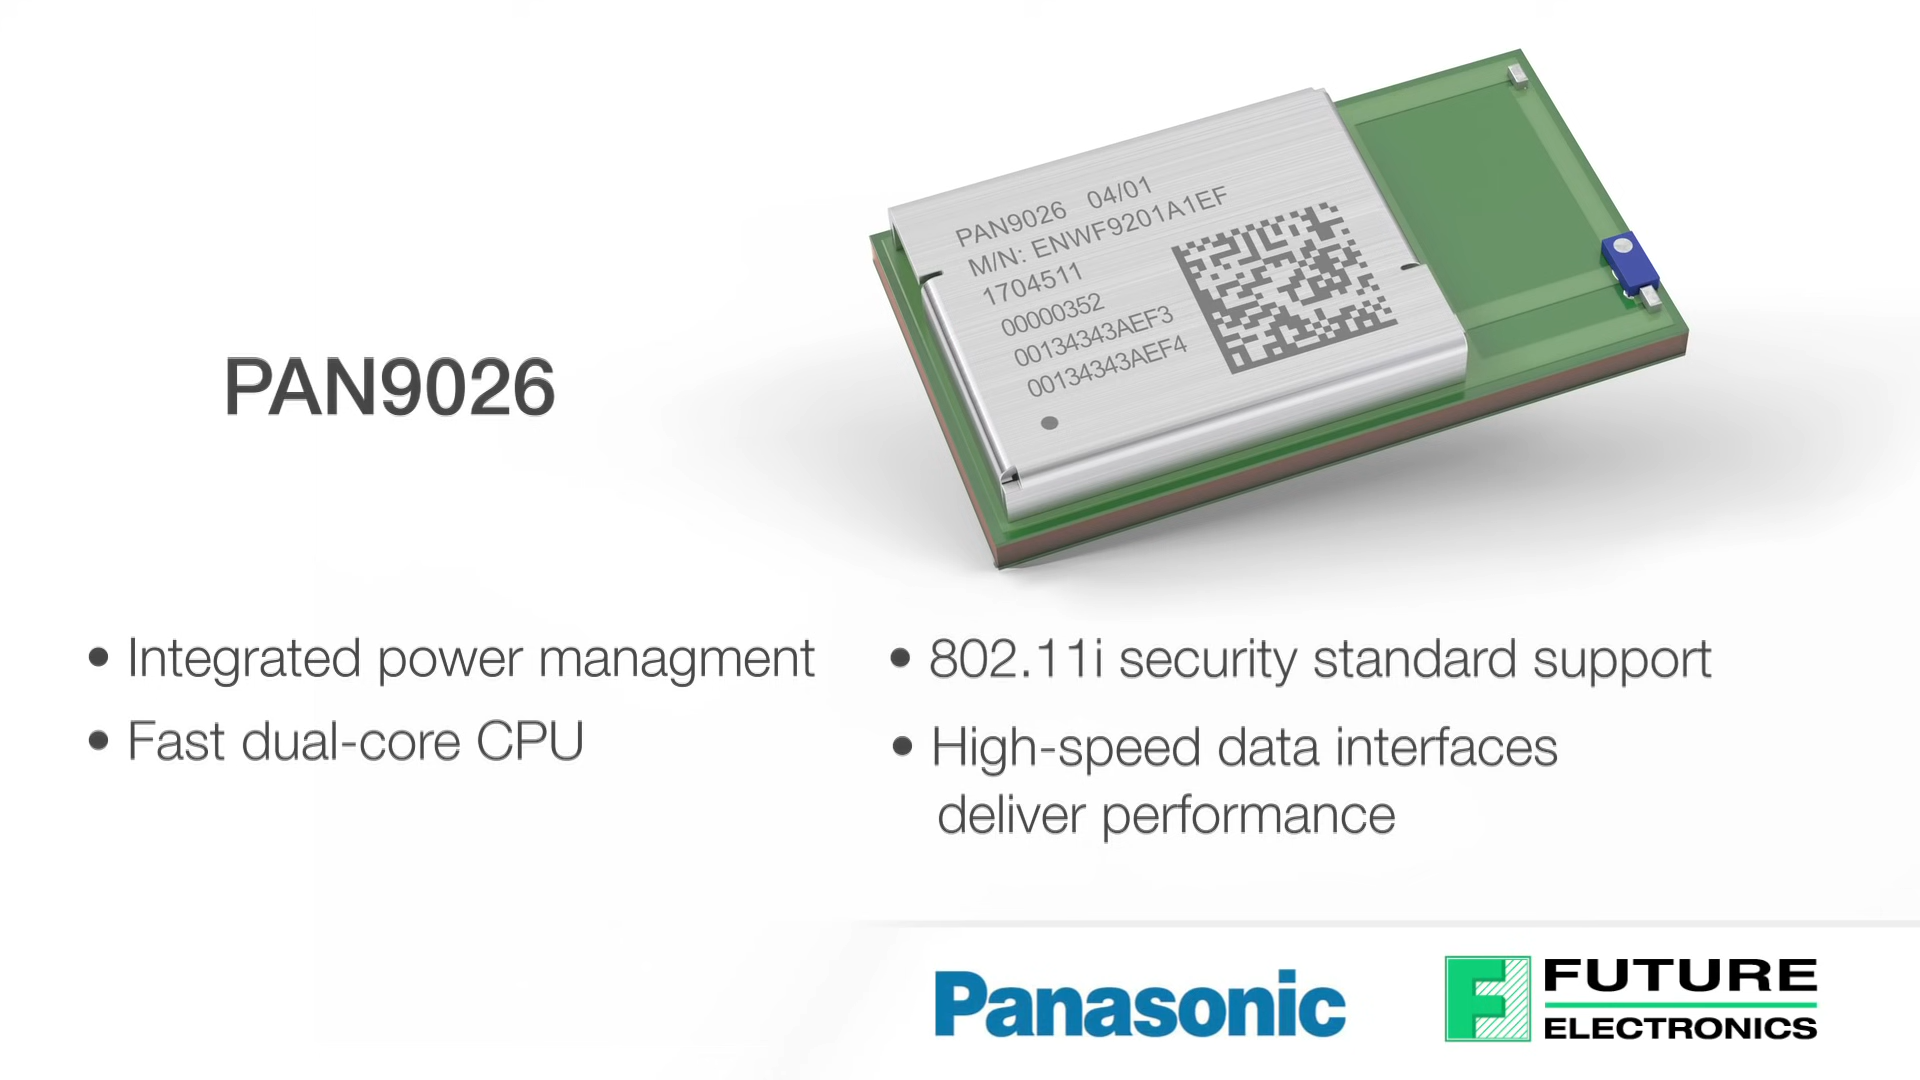 PAN9026 04/01
M/N: ENWF9201A1EF
1704511
00000352
00134343AEF3
00134343AEF4
PAN9026
• Integrated power managment
• Fast dual-core CPU
• 802.11i security standard support
• High-speed data interfaces
deliver performance
Panasonic
FUTURE
ELECTRONICS